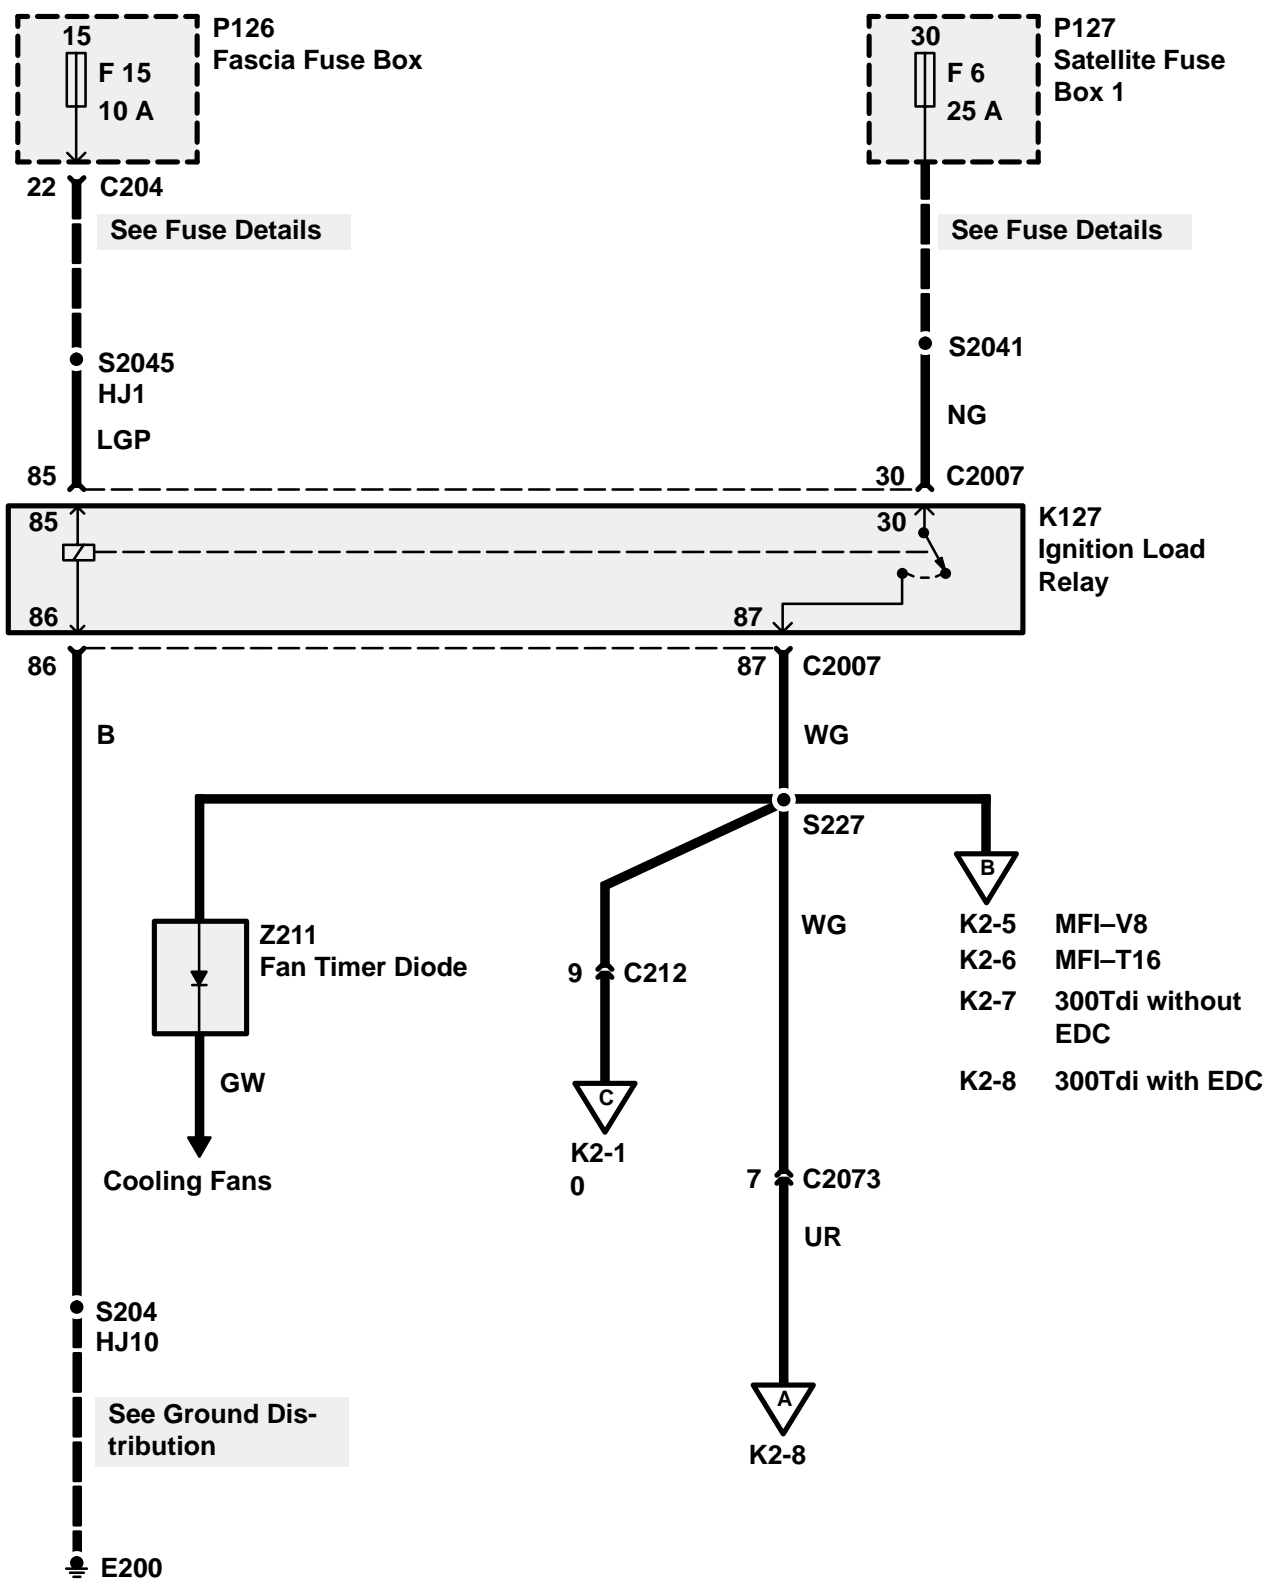 15
F 15
10 A
P126
Fascia Fuse Box
30
F 6
25 A
P127
Satellite Fuse
Box 1
22
C204
See Fuse Details
See Fuse Details
S2045
HJ1
LGP
S2041
NG
85
30
C2007
85
30
K127
Ignition Load
Relay
86
87
86
87
C2007
B
WG
S227
B
Z211
Fan Timer Diode
WG
K2-5 MFI–V8
K2-6 MFI–T16
K2-7 300Tdi without
EDC
K2-8 300Tdi with EDC
9
C212
GW
C
K2-1
0
Cooling Fans
7
C2073
UR
S204
HJ10
A
K2-8
See Ground Dis-
tribution
E200